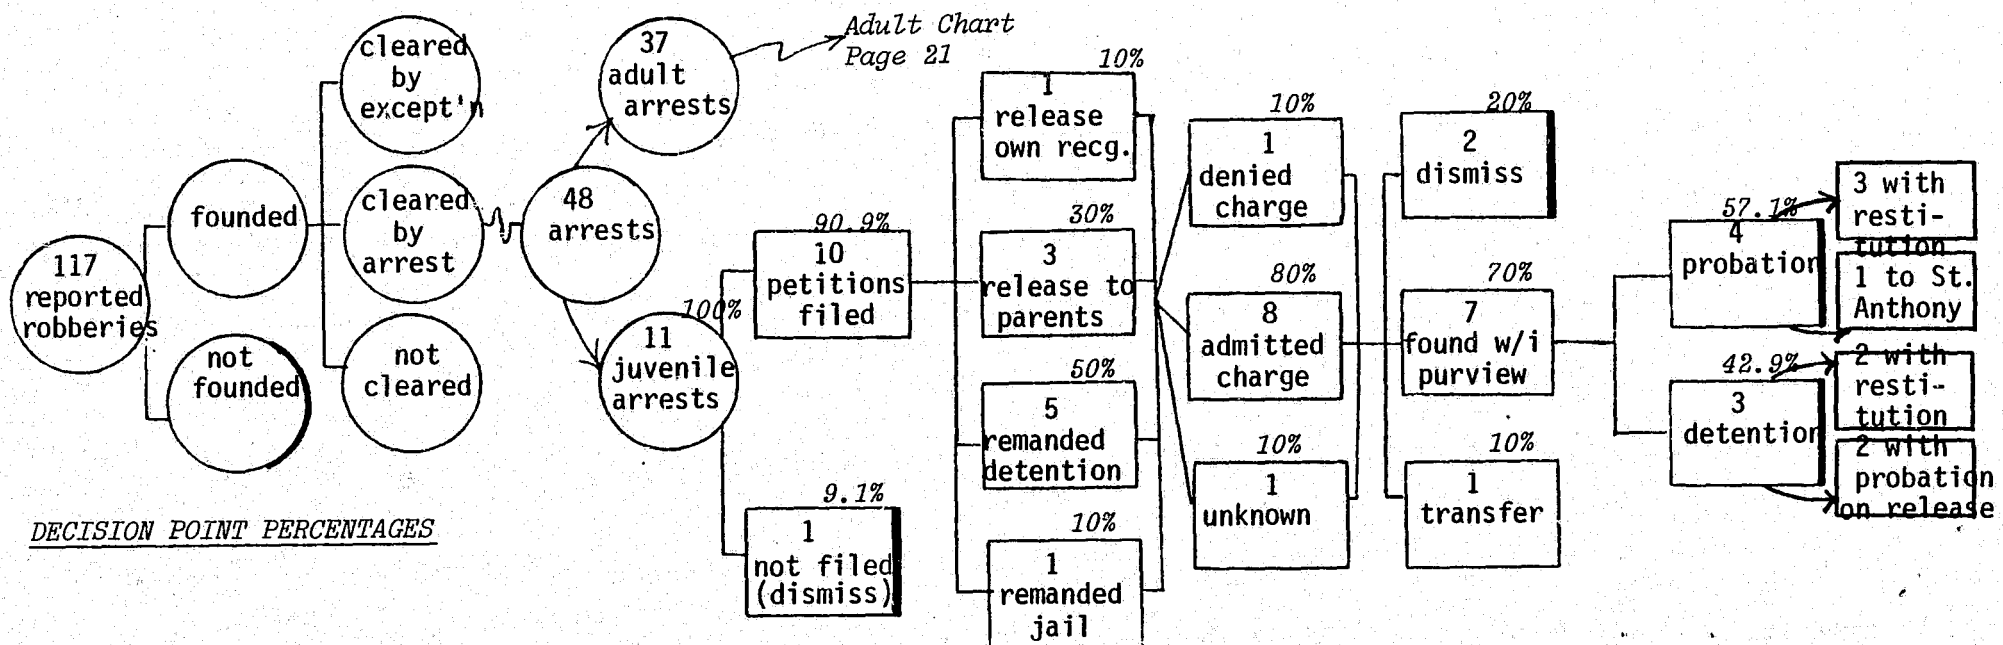 117
reported
robberies
founded
not
founded
cleared
by
except'n
cleared
by
arrest
not
cleared
48
arrests
37
adult
arrests
Adult Chart
Page 21
100%
11
juvenile
arrests
90.9%
10
petitions
filed
9.1%
1
not filed
(dismiss)
10%
1
release
own recg.
30%
3
release to
parents
50%
5
remanded
detention
10%
1
remanded
jail
10%
1
denied
charge
80%
8
admitted
charge
10%
1
unknown
20%
2
dismiss
70%
7
found w/i
purview
10%
1
transfer
57.1%
4
probation
42.9%
3
detention
3 with
resti-
tution
1 to St.
Anthony
2 with
resti-
tution
2 with
probation
on release
DECISION POINT PERCENTAGES